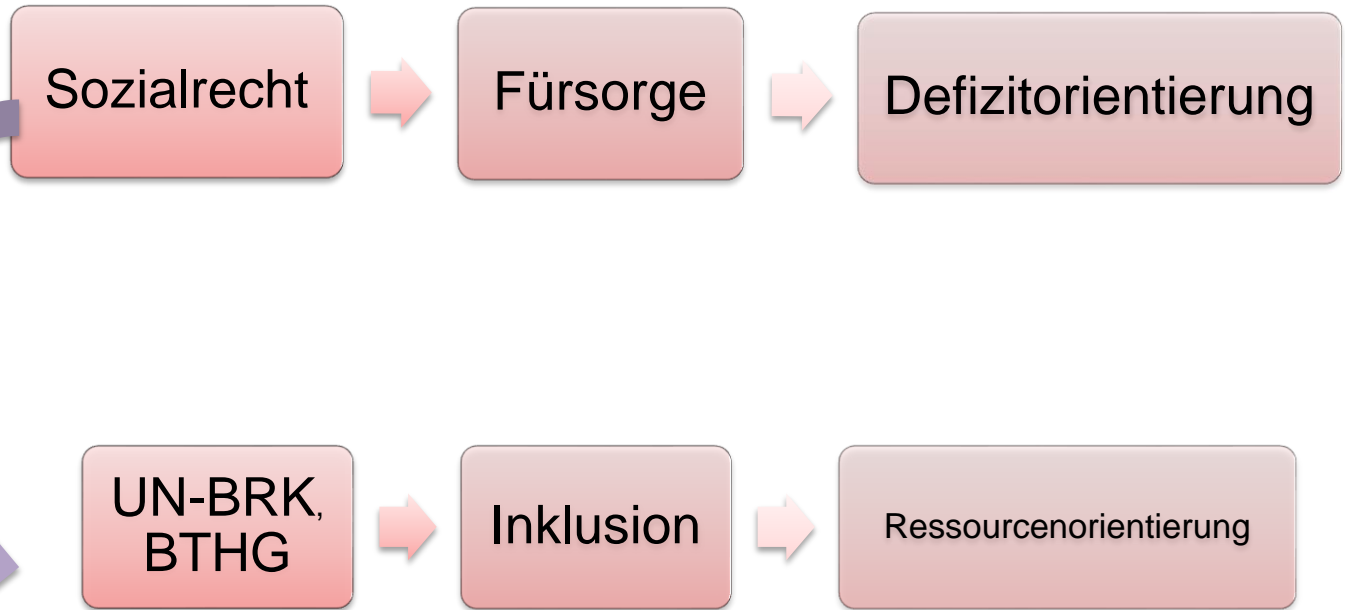 Sozialrecht
Fürsorge
Defizitorientierung
UN-BRK,
BTHG
Inklusion
Ressourcenorientierung